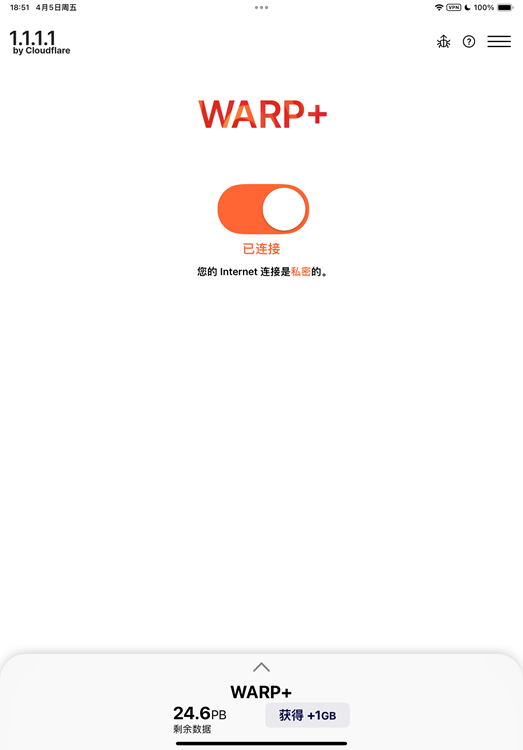 18:51 4月5日周五
VPN 100%
1.1.1.1
by Cloudflare
WARP+
已连接
您的 Internet 连接是私密的。
WARP+
24.6PB
剩余数据
获得 +1GB